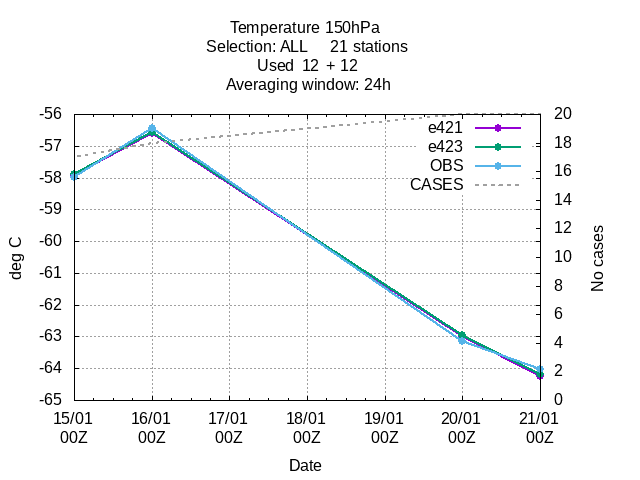 Temperature 150hPa
Selection: ALL     21 stations
Used  12  + 12
Averaging window: 24h
-56
-57
-58
-59
-60
-61
-62
-63
-64
-65
deg C
20
18
16
14
12
10
8
6
4
2
0
No cases
e421
e423
OBS
CASES
15/01 16/01 17/01 18/01 19/01 20/01 21/01
00Z 00Z 00Z 00Z 00Z 00Z 00Z
Date